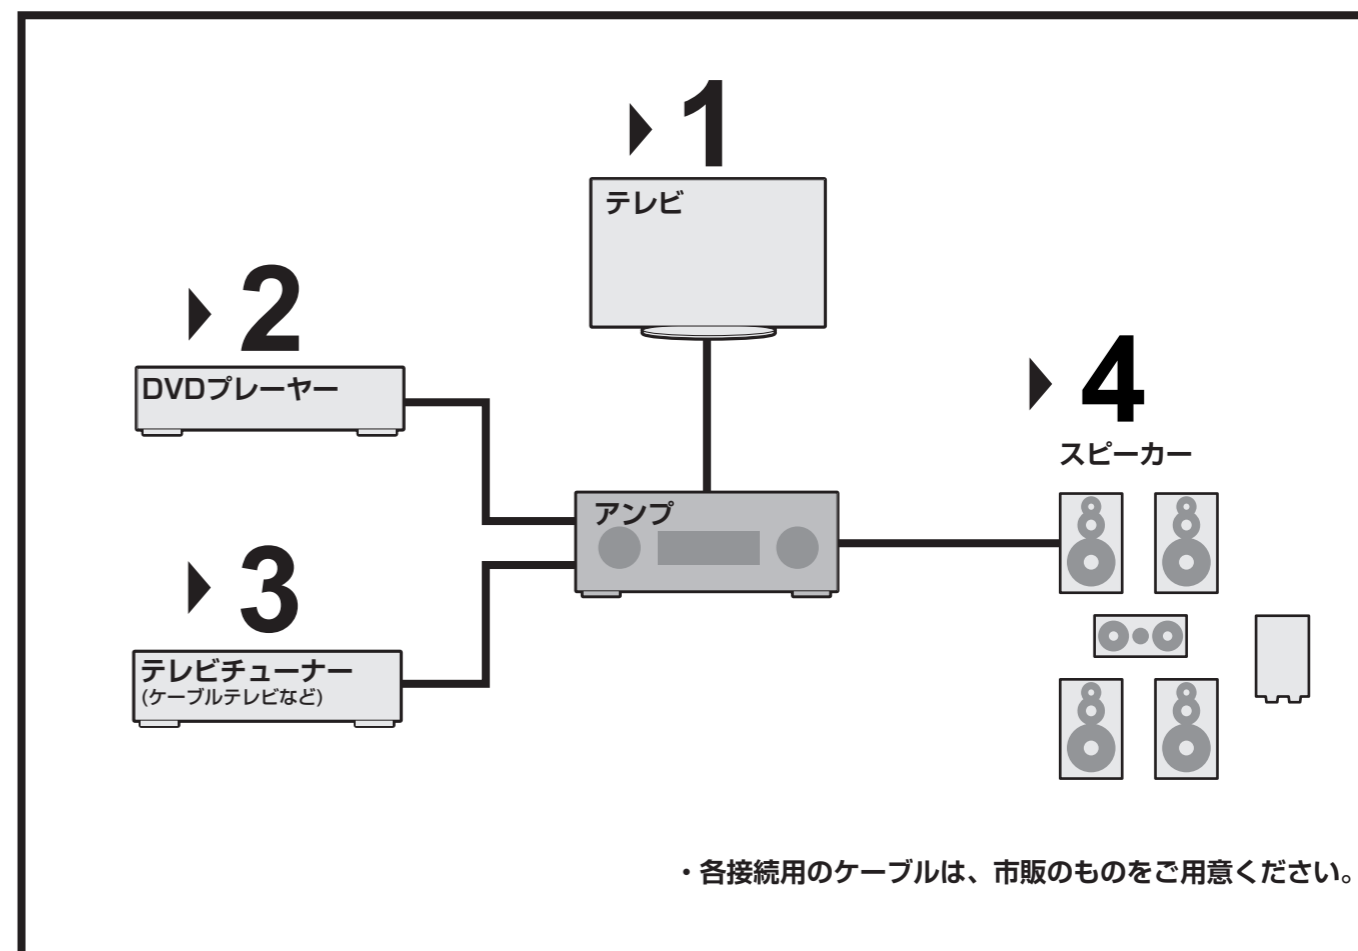 1
テレビ
2
DVDプレーヤー
4
スピーカー
アンプ
3
テレビチューナー
(ケーブルテレビなど)
・各接続用のケーブルは、市販のものをご用意ください。